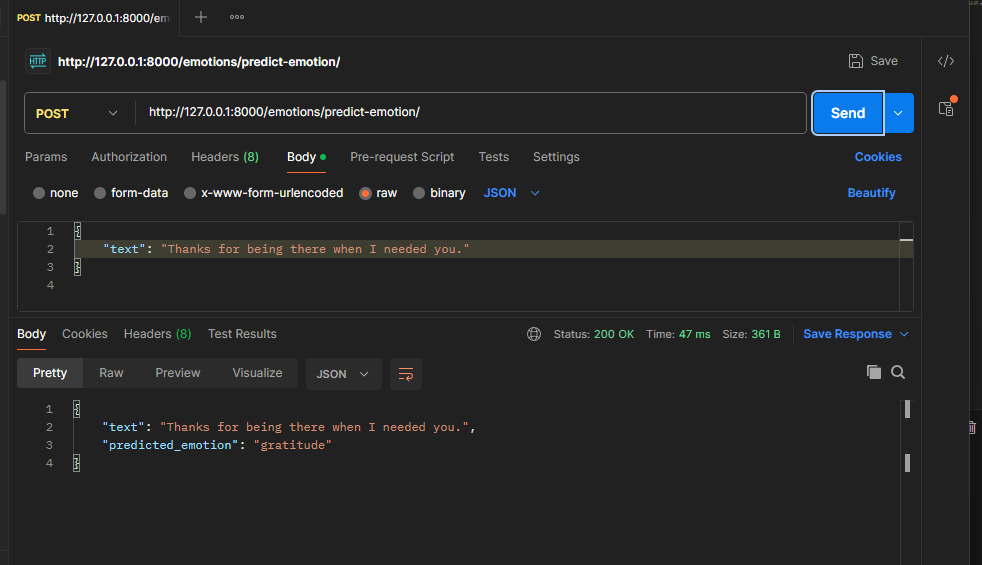 POST http://127.0.0.1:8000/em
HTTP http://127.0.0.1:8000/emotions/predict-emotion/ Save
POST http://127.0.0.1:8000/emotions/predict-emotion/ Send
Params Authorization Headers (8) Body Pre-request Script Tests Settings Cookies
none form-data x-www-form-urlencoded raw binary JSON Beautify
1 {
2 "text": "Thanks for being there when I needed you."
3 }
4
Body Cookies Headers (8) Test Results Status: 200 OK Time: 47 ms Size: 361 B Save Response
Pretty Raw Preview Visualize JSON
1 {
2 "text": "Thanks for being there when I needed you.",
3 "predicted_emotion": "gratitude"
4 }